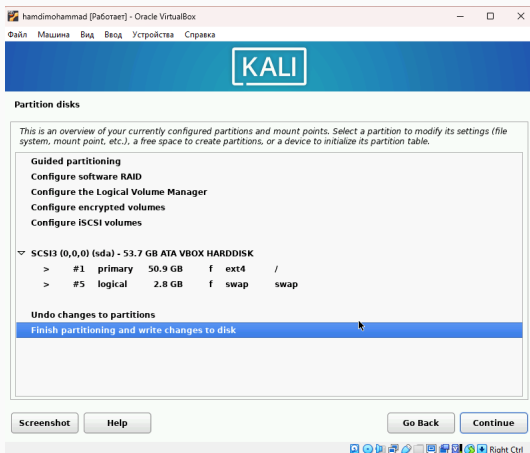 hamdimohammad [Работает] - Oracle VirtualBox
Файл Машина Вид Ввод Устройства Справка
KALI
Partition disks
This is an overview of your currently configured partitions and mount points. Select a partition to modify its settings (file
system, mount point, etc.), a free space to create partitions, or a device to initialize its partition table.
Guided partitioning
Configure software RAID
Configure the Logical Volume Manager
Configure encrypted volumes
Configure iSCSI volumes
SCSI3 (0,0,0) (sda) - 53.7 GB ATA VBOX HARDDISK
> #1 primary 50.9 GB f ext4 /
> #5 logical 2.8 GB f swap swap
Undo changes to partitions
Finish partitioning and write changes to disk
Screenshot Help Go Back Continue
Right Ctrl